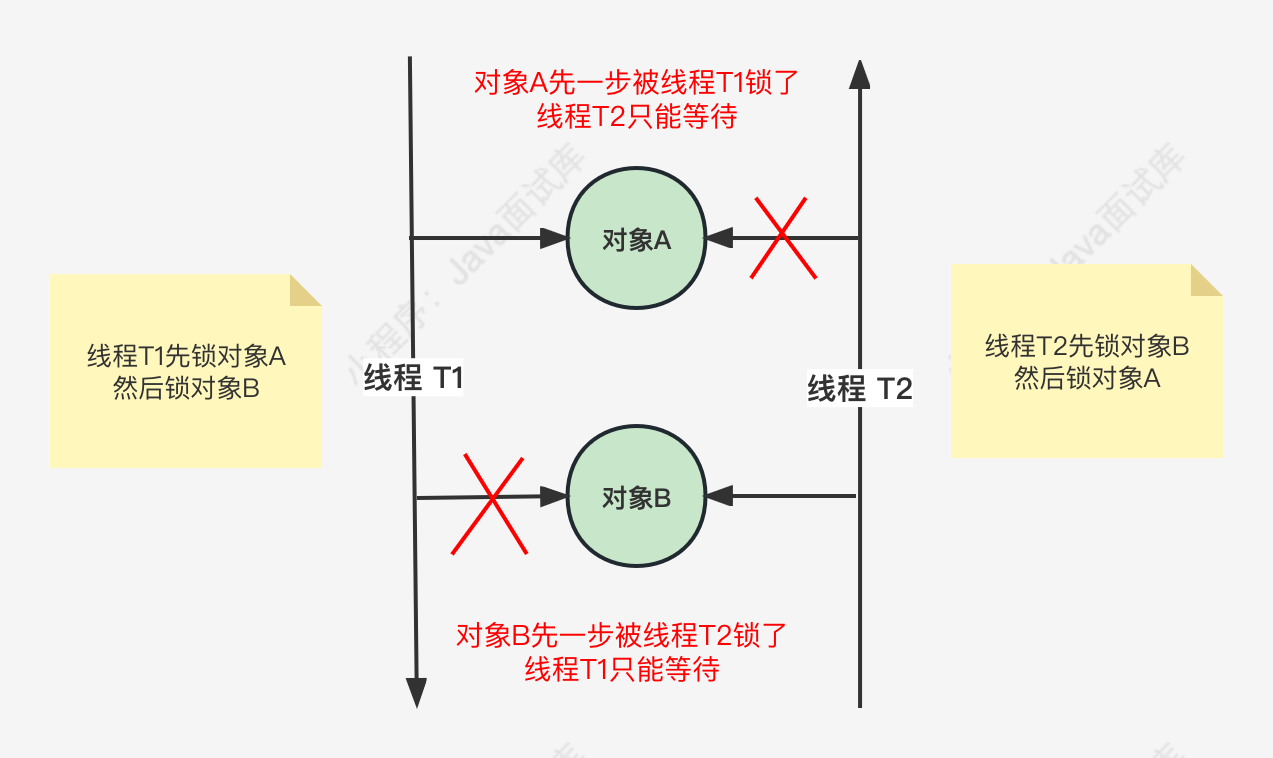 对象A先一步被线程T1锁了
线程T2只能等待
对象A
小程序：Java面试库
Java面试库
线程T1先锁对象A
然后锁对象B
线程 T1
线程T2先锁对象B
然后锁对象A
线程 T2
对象B
对象B先一步被线程T2锁了
线程T1只能等待